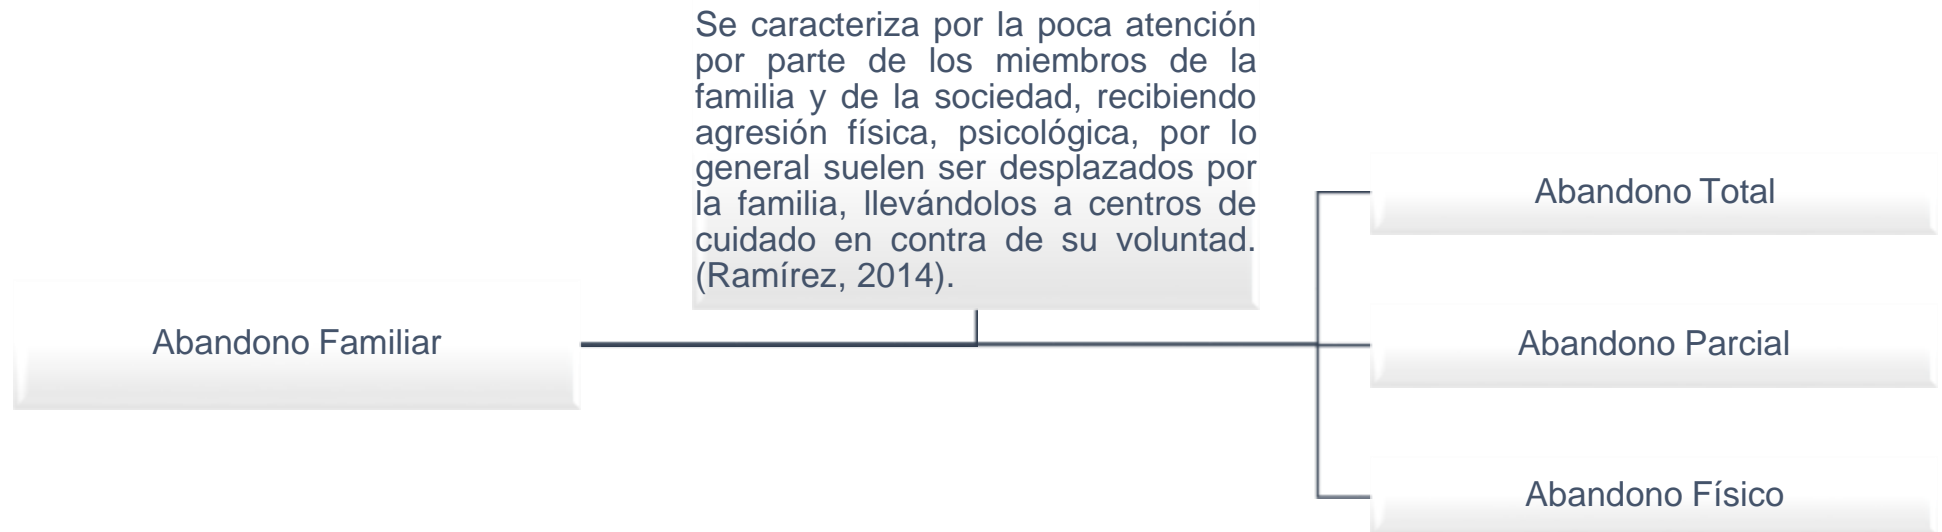 Se caracteriza por la poca atención
por parte de los miembros de la
familia y de la sociedad, recibiendo
agresión física, psicológica, por lo
general suelen ser desplazados por
la familia, llevándolos a centros de
cuidado en contra de su voluntad.
(Ramírez, 2014).
Abandono Familiar
Abandono Total
Abandono Parcial
Abandono Físico